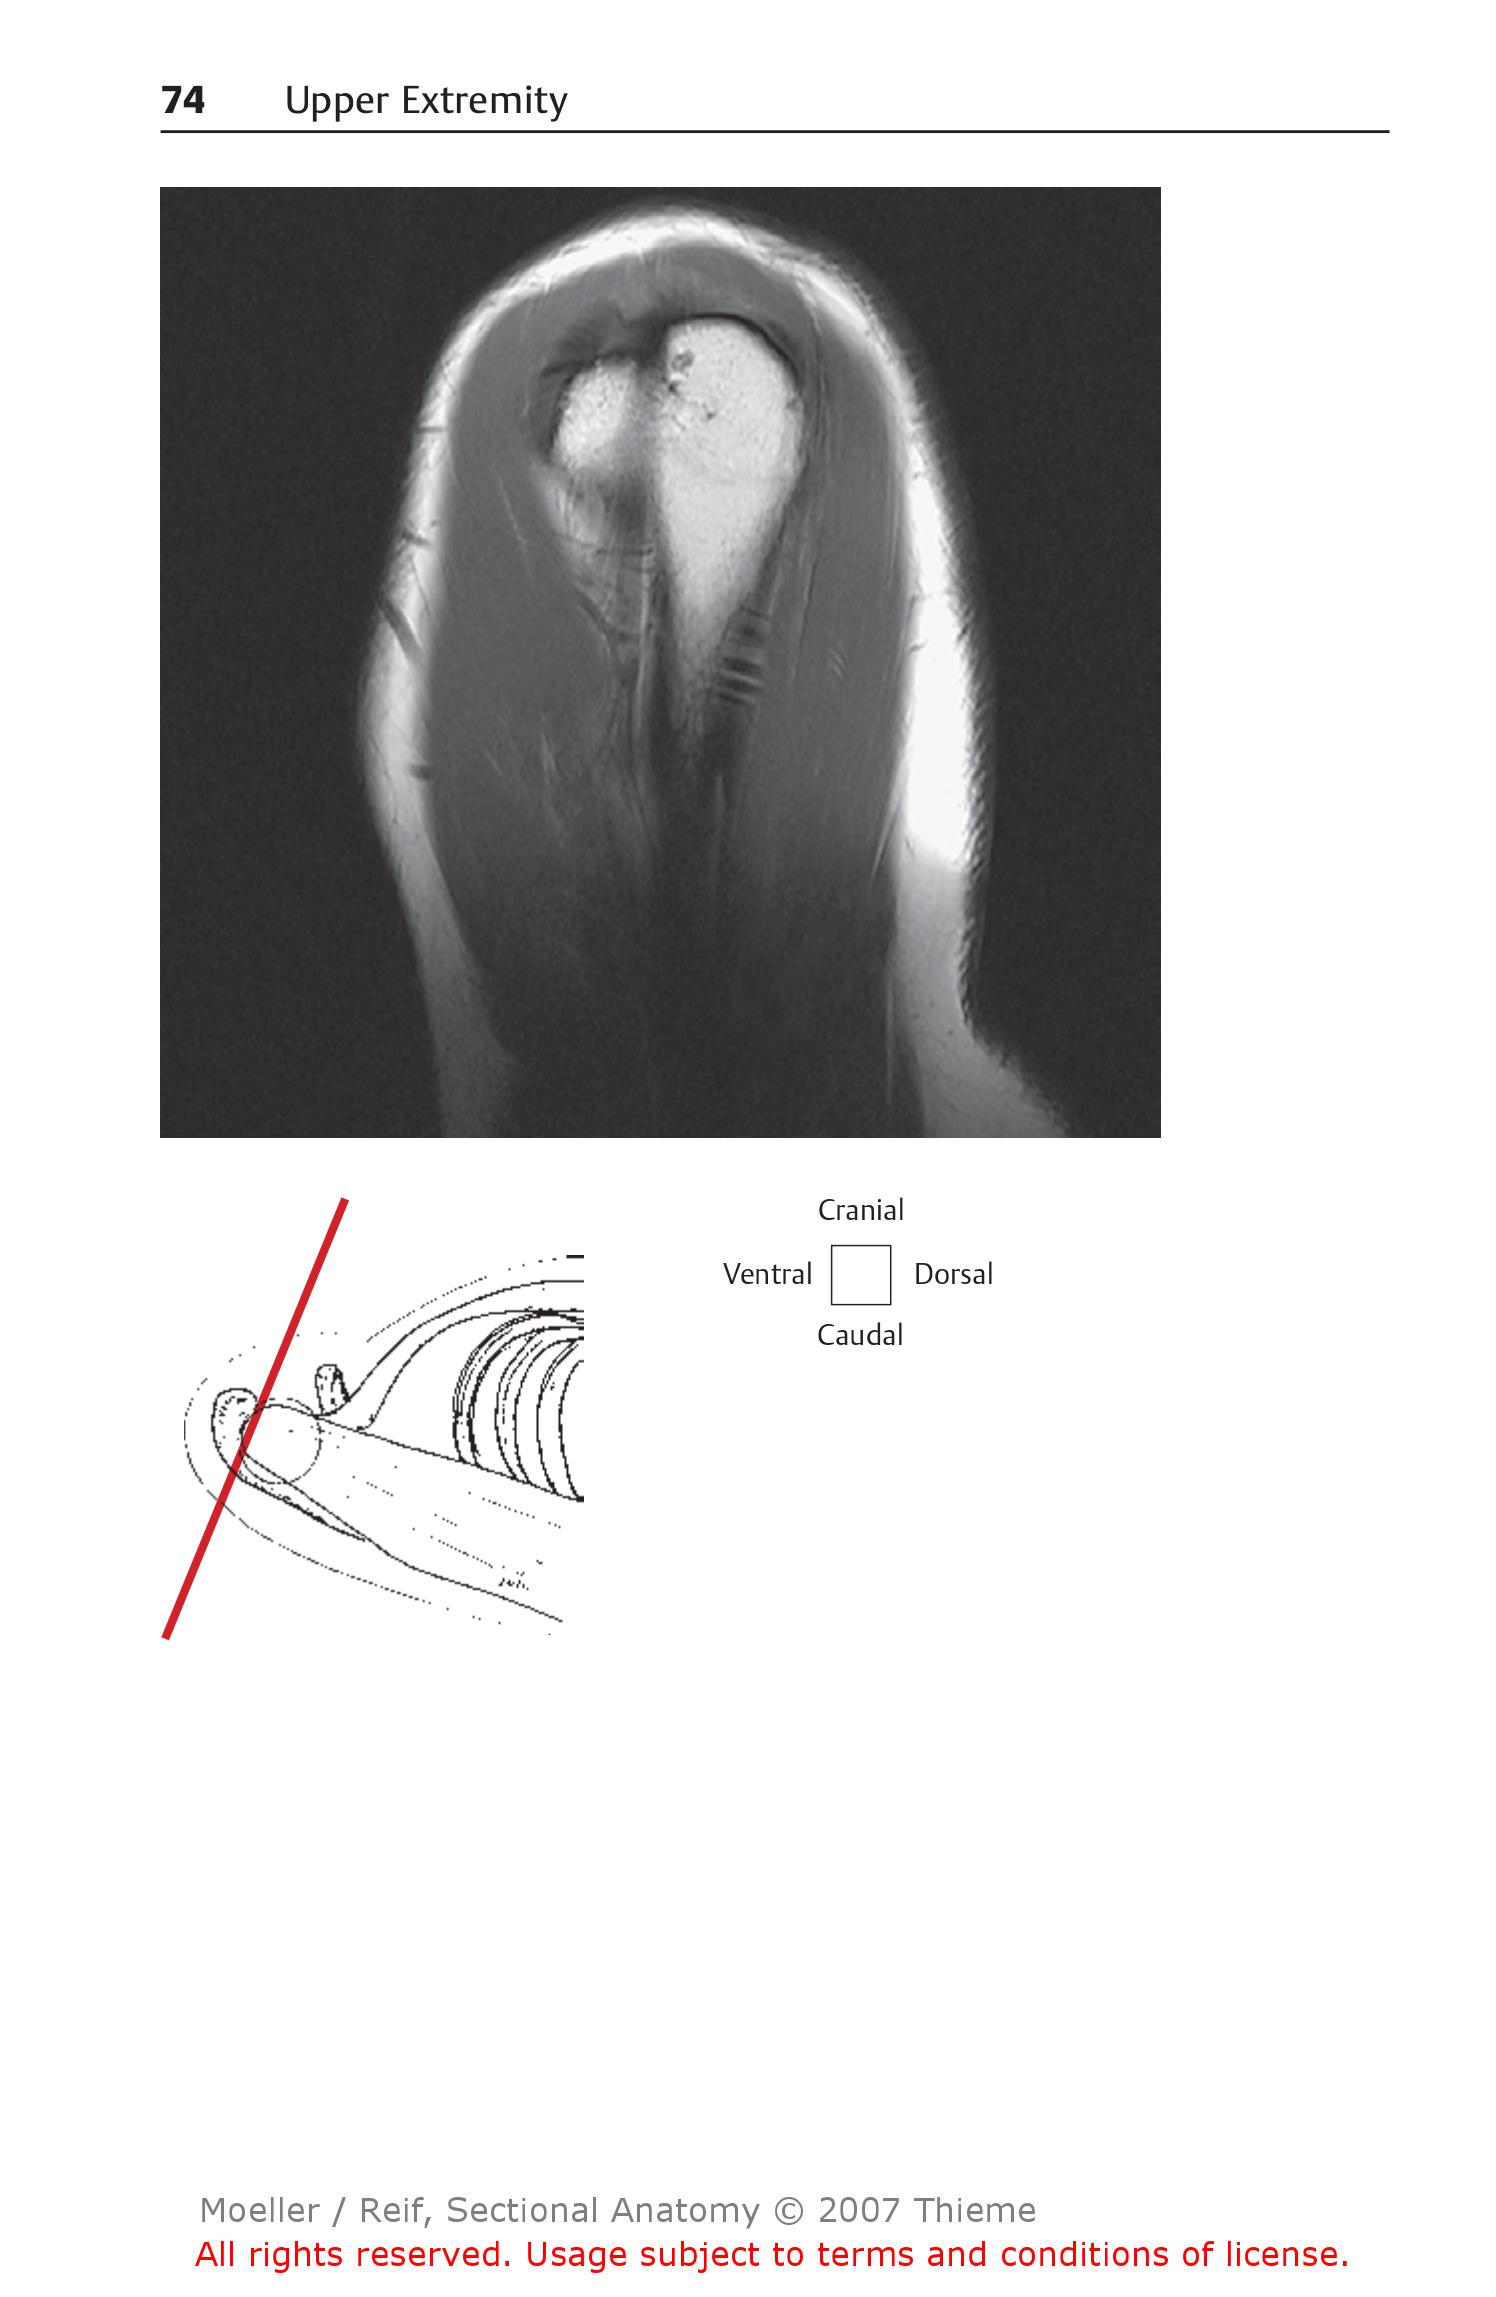 74 Upper Extremity
Cranial
Ventral Dorsal
Caudal
Moeller / Reif, Sectional Anatomy © 2007 Thieme
All rights reserved. Usage subject to terms and conditions of license.